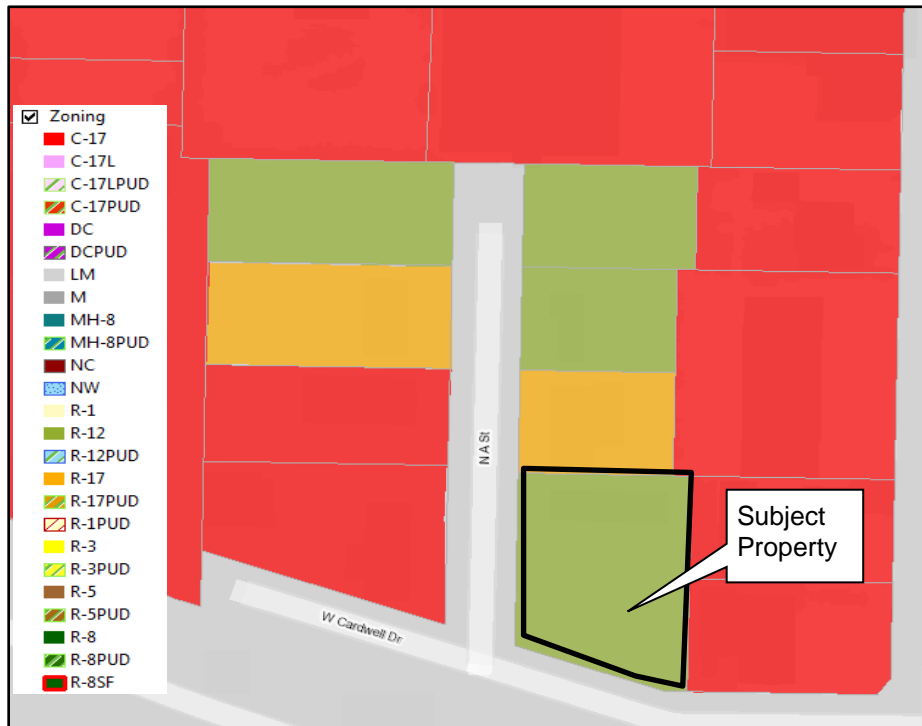 Zoning
C-17
C-17L
C-17LPUD
C-17PUD
DC
DCPUD
LM
M
MH-8
MH-8PUD
NC
NW
R-1
R-12
R-12PUD
R-17
R-17PUD
R-1PUD
R-3
R-3PUD
R-5
R-5PUD
R-8
R-8PUD
R-8SF
N A St
W Cardwell Dr
Subject
Property